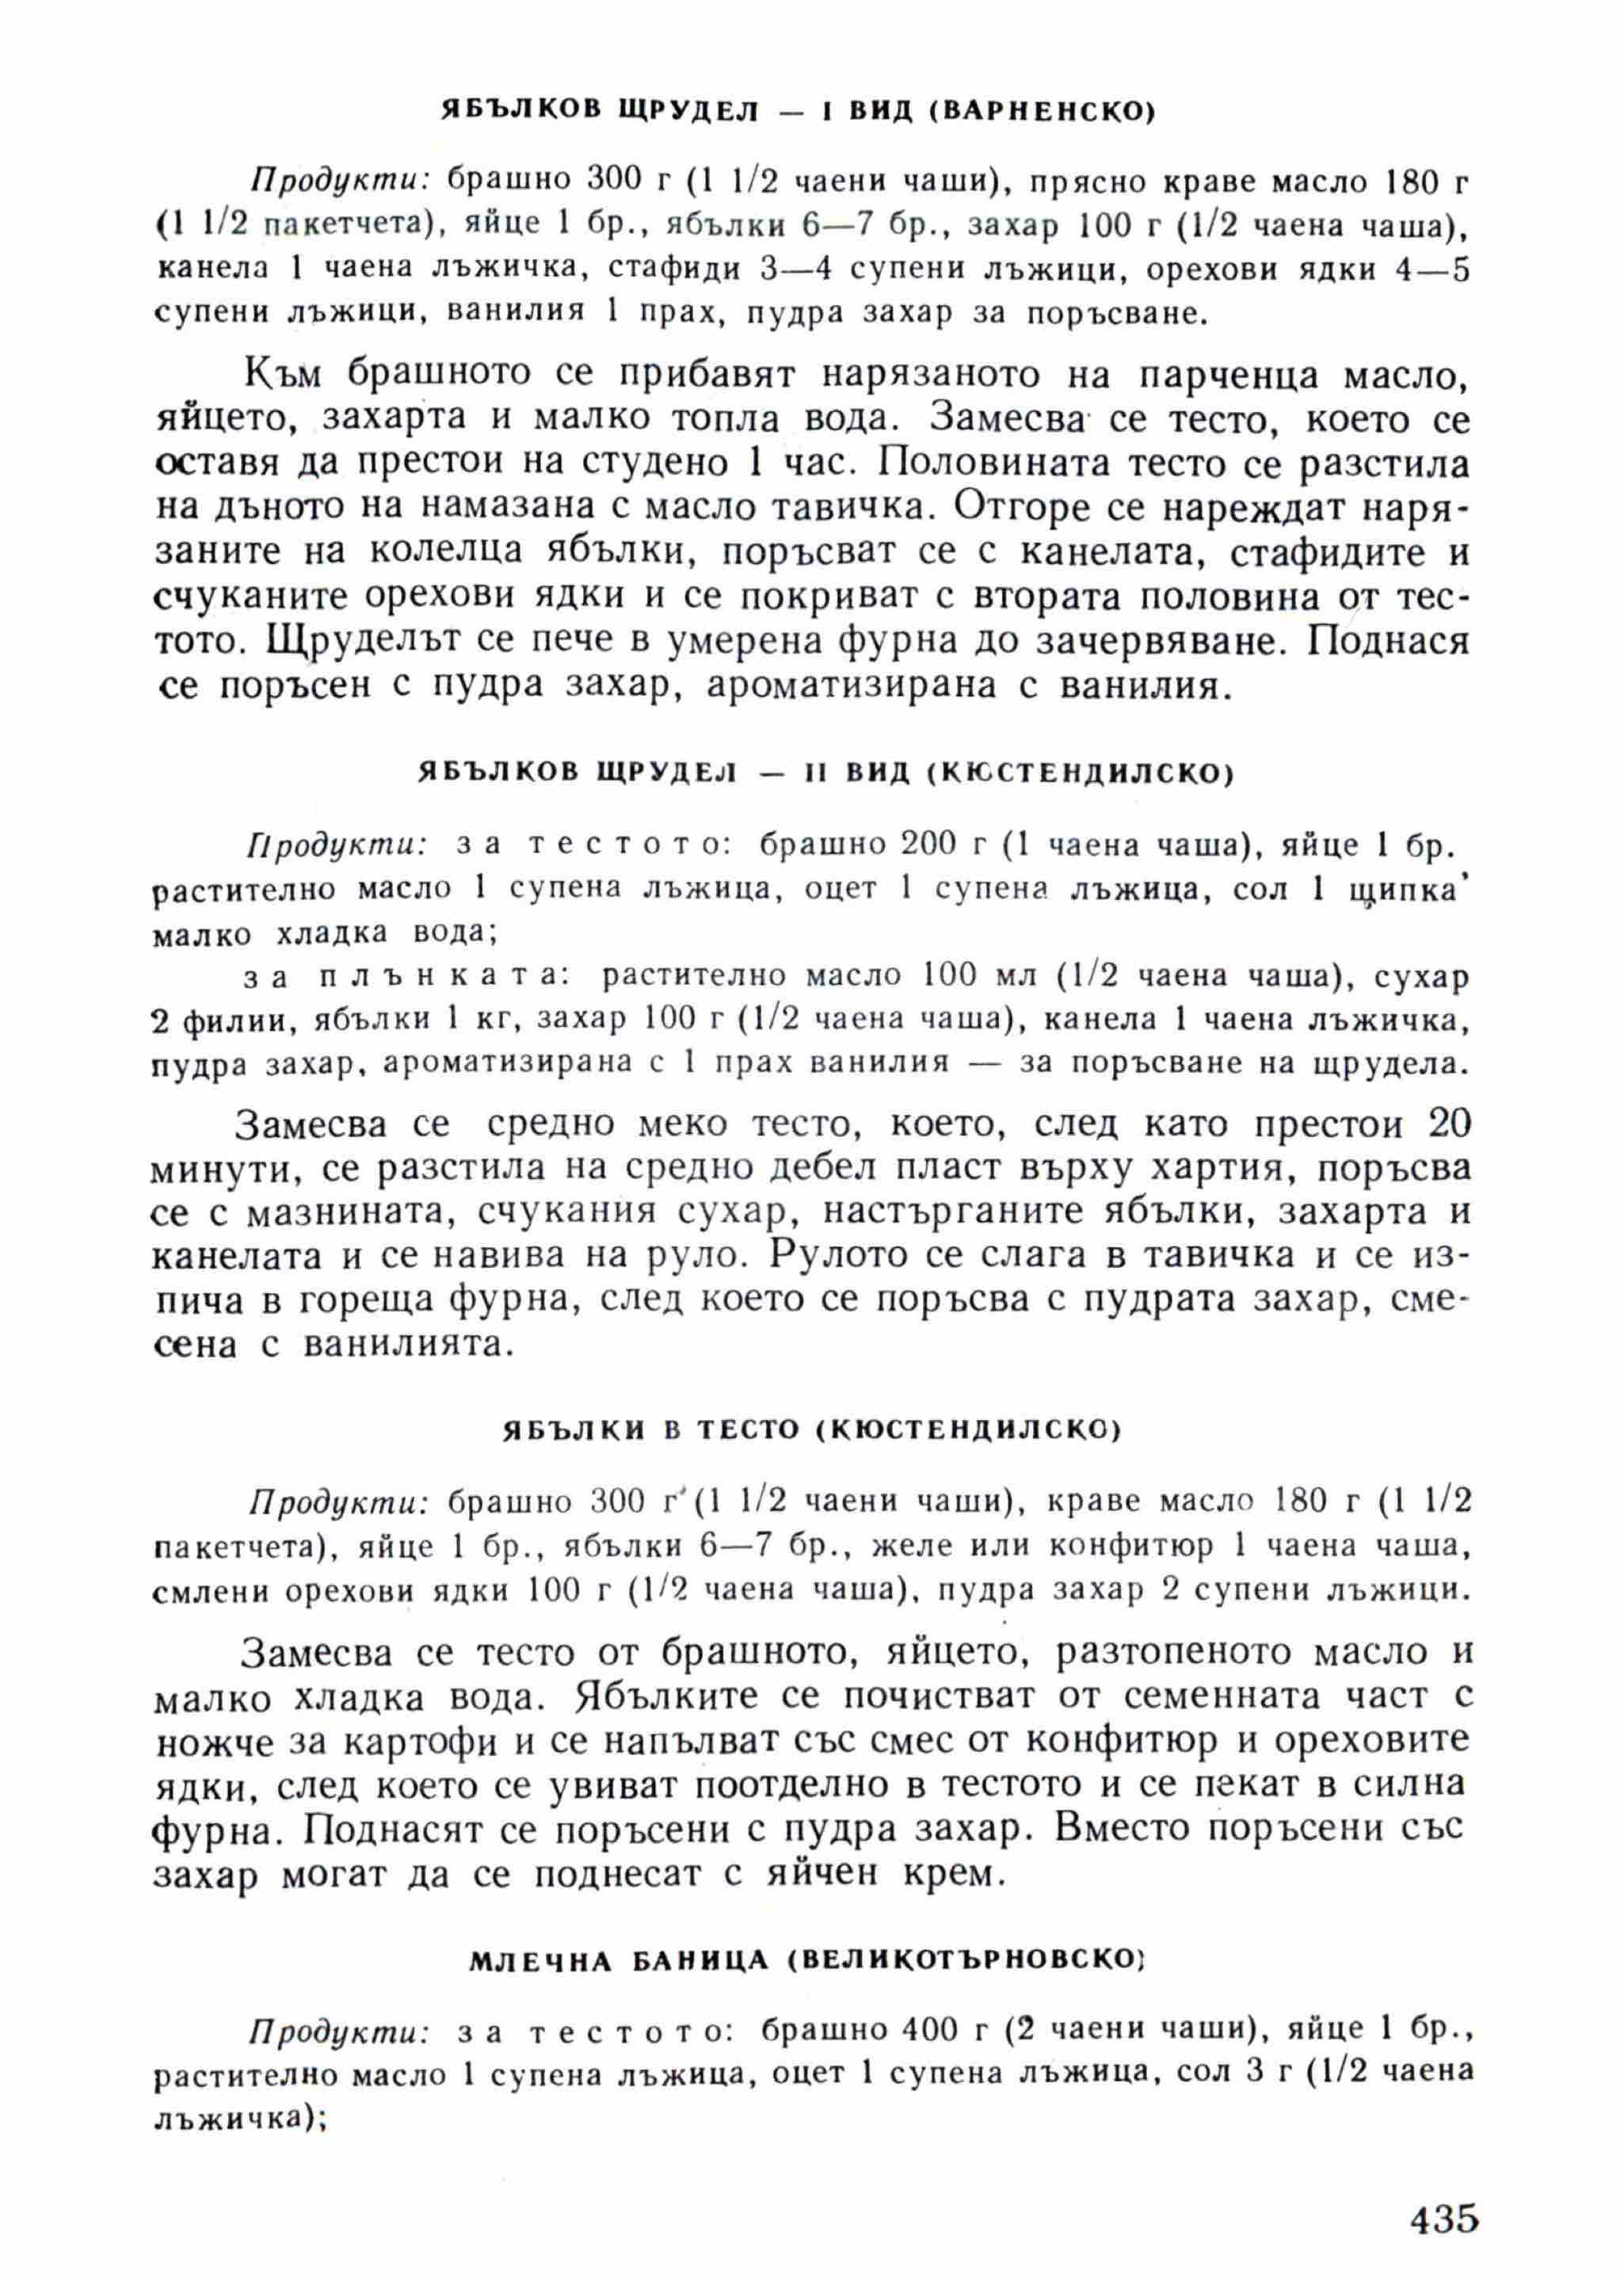 ЯБЪЛКОВ ЩРУДЕЛ — I ВИД (ВАРНЕНСКО)
Продукти: брашно 300 г (1 1/2 чаени чаши), прясно краве масло 180 г
(1 1/2 пакетчета), яйце 1 бр., ябълки 6—7 бр., захар 100 г (1/2 чаена чаша),
канела 1 чаена лъжичка, стафиди 3—4 супени лъжици, орехови ядки 4—5
супени лъжици, ванилия 1 прах, пудра захар за поръсване.
Към брашното се прибавят нарязаното на парченца масло,
яйцето, захарта и малко топла вода. Замесва се тесто, което се
оставя да престои на студено 1 час. Половината тесто се разстила
на дъното на намазана с масло тавичка. Отгоре се нареждат наря-
заните на колелца ябълки, поръсват се с канелата, стафидите и
счуканите орехови ядки и се покриват с втората половина от тес-
тото. Щруделът се пече в умерена фурна до зачервяване. Поднася
се поръсен с пудра захар, ароматизирана с ванилия.
ЯБЪЛКОВ ЩРУДЕЛ — II ВИД (КЮСТЕНДИЛСКО)
Продукти: за тестото: брашно 200 г (1 чаена чаша), яйце 1 бр.,
растително масло 1 супена лъжица, оцет 1 супена лъжица, сол 1 щипка,
малко хладка вода;
за плънката: растително масло 100 мл (1/2 чаена чаша), сухар
2 филии, ябълки 1 кг, захар 100 г (1/2 чаена чаша), канела 1 чаена лъжичка,
пудра захар, ароматизирана с 1 прах ванилия — за поръсване на щрудела.
Замесва се средно меко тесто, което, след като престои 20
минути, се разстила на средно дебел пласт върху хартия, поръсва
се с мазнината, счукания сухар, настърганите ябълки, захарта и
канелата и се навива на руло. Рулото се слага в тавичка и се из-
пича в гореща фурна, след което се поръсва с пудрата захар, сме-
сена с ванилията.
ЯБЪЛКИ В ТЕСТО (КЮСТЕНДИЛСКО)
Продукти: брашно 300 г (1 1/2 чаени чаши), краве масло 180 г (1 1/2
пакетчета), яйце 1 бр., ябълки 6—7 бр., желе или конфитюр 1 чаена чаша,
смлени орехови ядки 100 г (1/2 чаена чаша), пудра захар 2 супени лъжици.
Замесва се тесто от брашното, яйцето, разтопеното масло и
малко хладка вода. Ябълките се почистват от семенната част с
ножче за картофи и се напълват със смес от конфитюр и ореховите
ядки, след което се увиват поотделно в тестото и се пекат в силна
фурна. Поднасят се поръсени с пудра захар. Вместо поръсени със
захар могат да се поднесат с яйчен крем.
МЛЕЧНА БАНИЦА (ВЕЛИКОТЪРНОВСКО)
Продукти: за тестото: брашно 400 г (2 чаени чаши), яйце 1 бр.,
растително масло 1 супена лъжица, оцет 1 супена лъжица, сол 3 г (1/2 чаена
лъжичка);
435